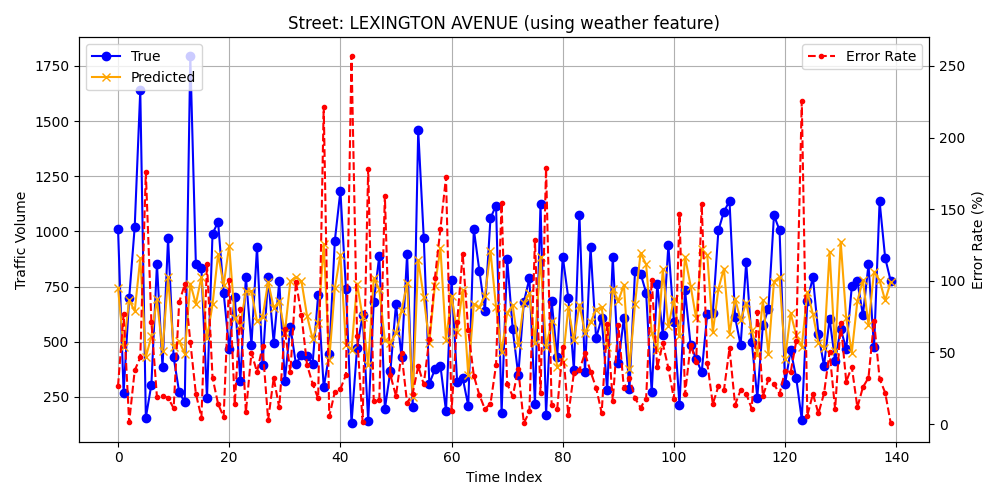 Street: LEXINGTON AVENUE (using weather feature)
True
Predicted
Error Rate
Traffic Volume
1750
1500
1250
1000
750
500
250
250
200
150
100
50
0
Error Rate (%)
0 20 40 60 80 100 120 140
Time Index